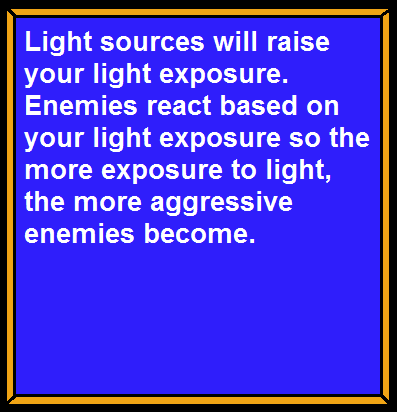 Light sources will raise
your light exposure.
Enemies react based on
your light exposure so the
more exposure to light,
the more aggressive
enemies become.